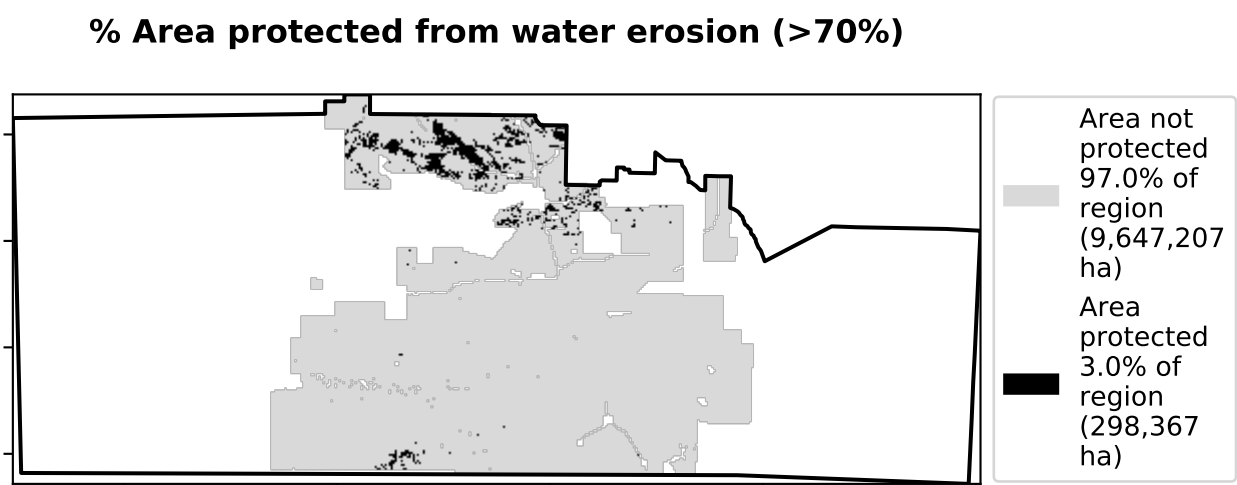 % Area protected from water erosion (>70%)
Area not
protected
97.0% of
region
(9,647,207
ha)
Area
protected
3.0% of
region
(298,367
ha)